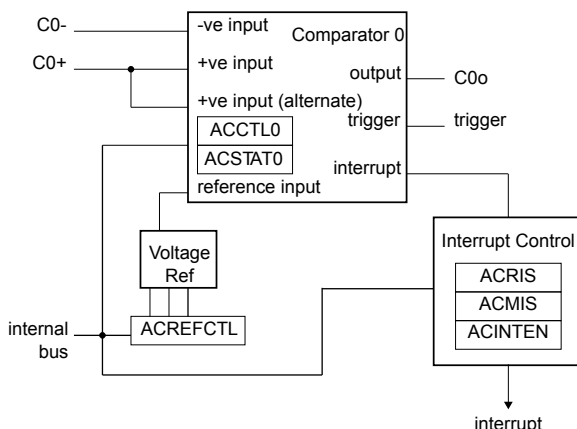 C0-
-ve input
Comparator 0
C0+
+ve input
output
C0o
+ve input (alternate)
ACCTL0
trigger
trigger
ACSTAT0
interrupt
reference input
Voltage
Ref
Interrupt Control
ACRIS
ACMIS
ACINTEN
internal
bus
ACREFCTL
interrupt